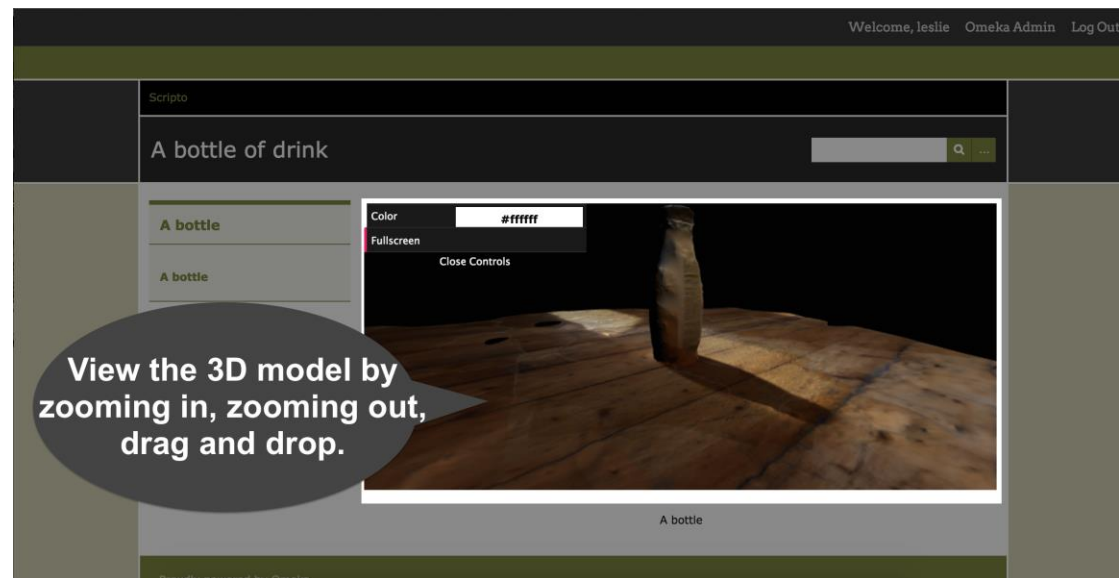 Welcome, leslie Omeka Admin Log Out
Scripto
A bottle of drink
...
A bottle
Color #ffffff
Fullscreen
Close Controls
A bottle
View the 3D model by
zooming in, zooming out,
drag and drop.
A bottle